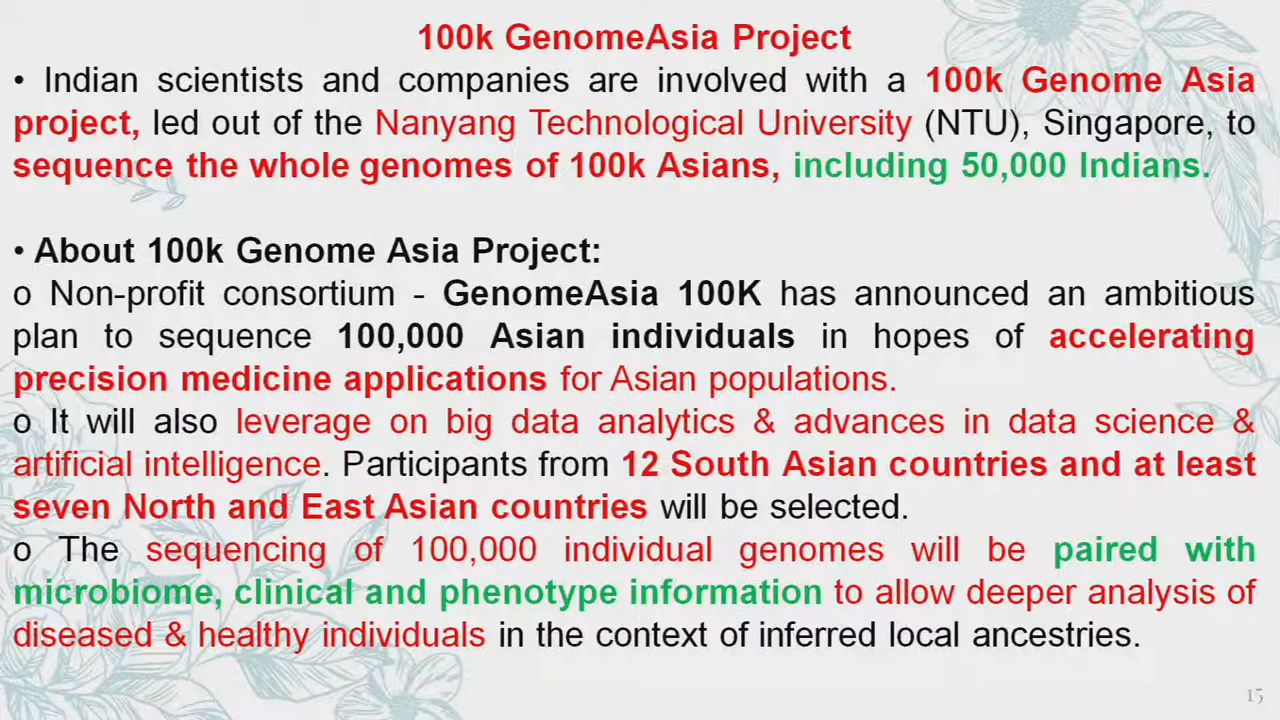 100k GenomeAsia Project
• Indian scientists and companies are involved with a 100k Genome Asia
project, led out of the Nanyang Technological University (NTU), Singapore, to
sequence the whole genomes of 100k Asians, including 50,000 Indians.
• About 100k Genome Asia Project:
o Non-profit consortium - GenomeAsia 100K has announced an ambitious
plan to sequence 100,000 Asian individuals in hopes of accelerating
precision medicine applications for Asian populations.
o It will also leverage on big data analytics & advances in data science &
artificial intelligence. Participants from 12 South Asian countries and at least
seven North and East Asian countries will be selected.
o The sequencing of 100,000 individual genomes will be paired with
microbiome, clinical and phenotype information to allow deeper analysis of
diseased & healthy individuals in the context of inferred local ancestries.
15